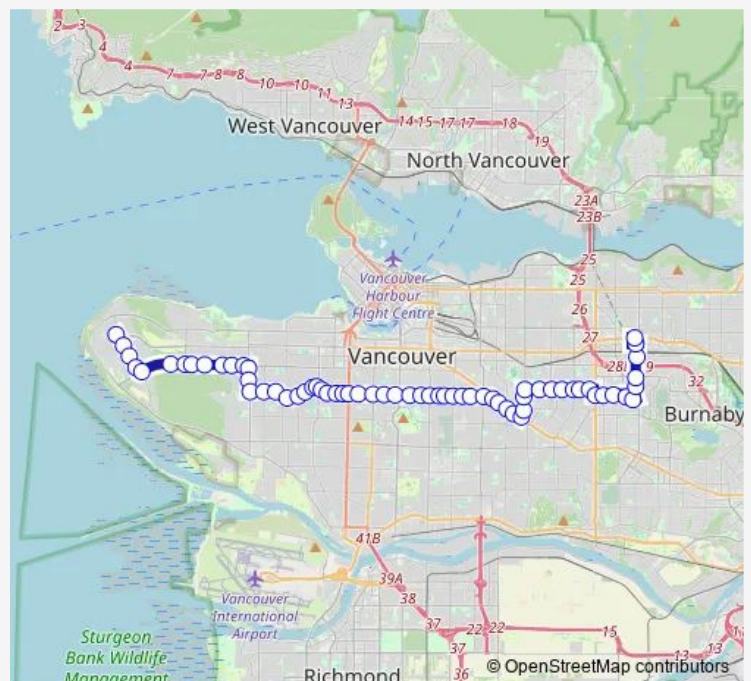 2
3
4
4
7
7
8
8
10
10
11
13
West Vancouver
14
15
17
17
18
19
North Vancouver
23A
23B
25
25
26
27
28
9
32
Vancouver
Harbour
Flight Centre
Vancouver
Burnaby
41B
39A
38
37
22
22
15
13
13
36
Vancouver
International
Airport
Sturgeon
Bank Wildlife
Management
Richmond
© OpenStreetMap contributors